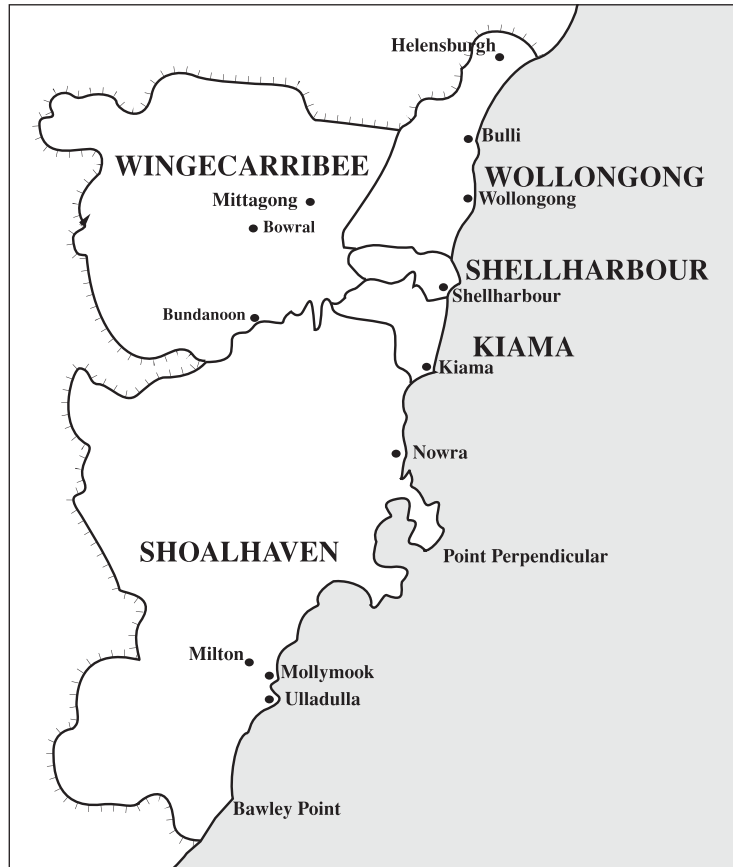 Helensburgh
Bulli
WINGECARRIBEE
WOLLONGONG
Mittagong
Wollongong
Bowral
SHELLHARBOUR
Shellharbour
Bundanoon
KIAMA
Kiama
Nowra
SHOALHAVEN
Point Perpendicular
Milton
Mollymook
Ulladulla
Bawley Point